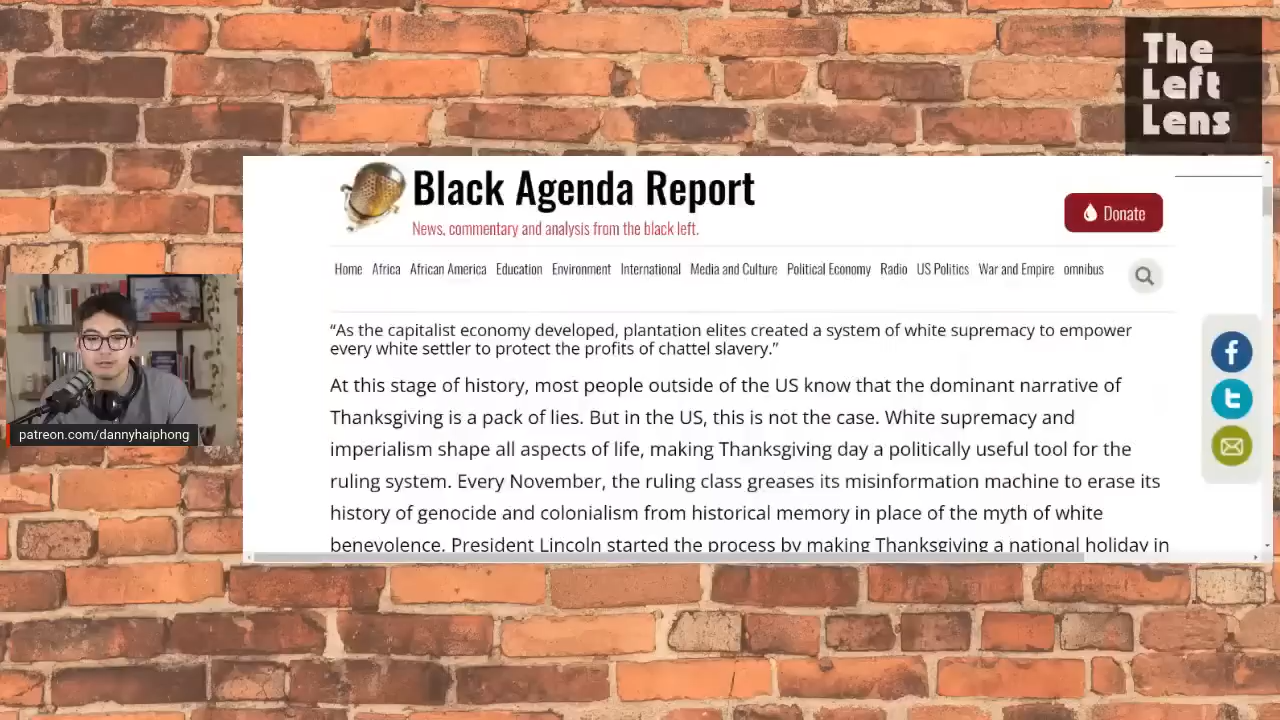 The
Left
Lens
Black Agenda Report
News, commentary and analysis from the black left.
Donate
Home Africa African America Education Environment International Media and Culture Political Economy Radio US Politics War and Empire omnibus
“As the capitalist economy developed, plantation elites created a system of white supremacy to empower
every white settler to protect the profits of chattel slavery.”
At this stage of history, most people outside of the US know that the dominant narrative of
Thanksgiving is a pack of lies. But in the US, this is not the case. White supremacy and
imperialism shape all aspects of life, making Thanksgiving day a politically useful tool for the
ruling system. Every November, the ruling class greases its misinformation machine to erase its
history of genocide and colonialism from historical memory in place of the myth of white
benevolence. President Lincoln started the process by making Thanksgiving a national holiday in
patreon.com/dannyhaiphong